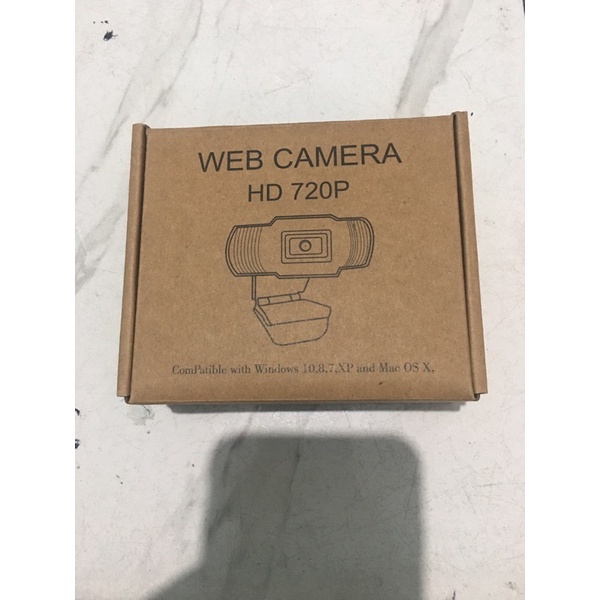 WEB CAMERA
HD 720P
ComPatible with Windows 10,8,7,XP and Mac OS X,